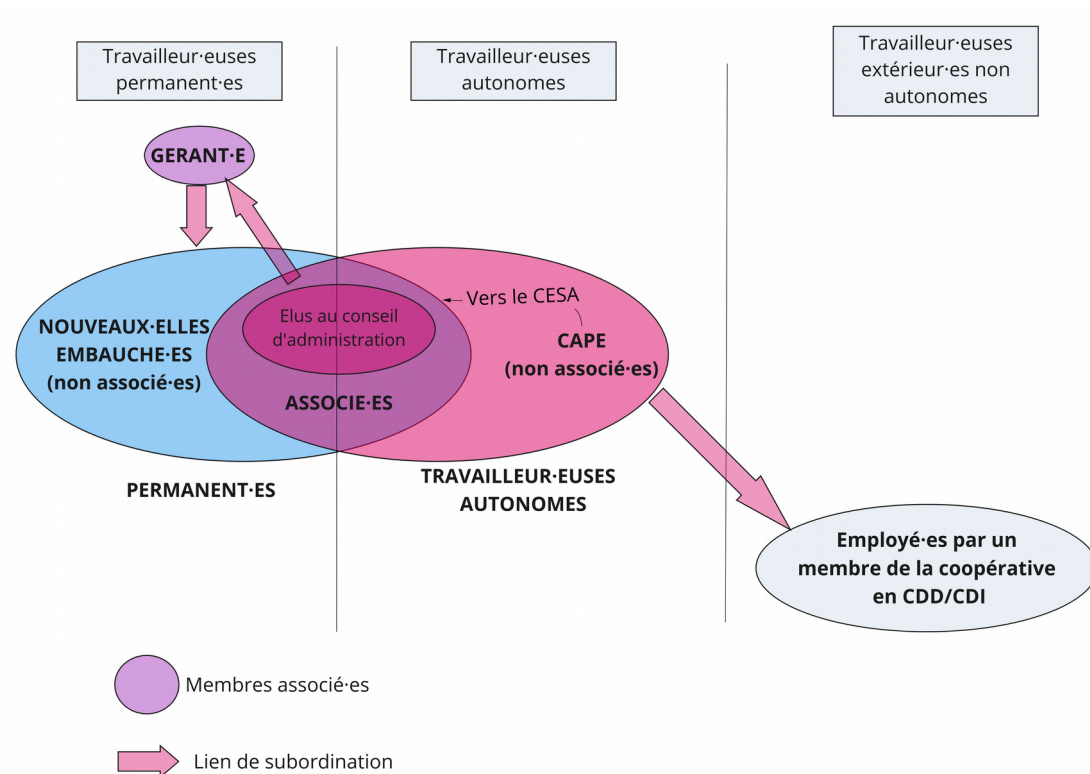 Travailleur·euses
permanent·es
Travailleur·euses
autonomes
Travailleur·euses
extérieur·es non
autonomes
GERANT·E
NOUVEAUX·ELLES
EMBAUCHE·ES
(non associé·es)
Elus au conseil
d'administration
ASSOCIE·ES
Vers le CESA
CAPE
(non associé·es)
PERMANENT·ES
TRAVAILLEUR·EUSES
AUTONOMES
Employé·es par un
membre de la coopérative
en CDD/CDI
Membres associé·es
Lien de subordination